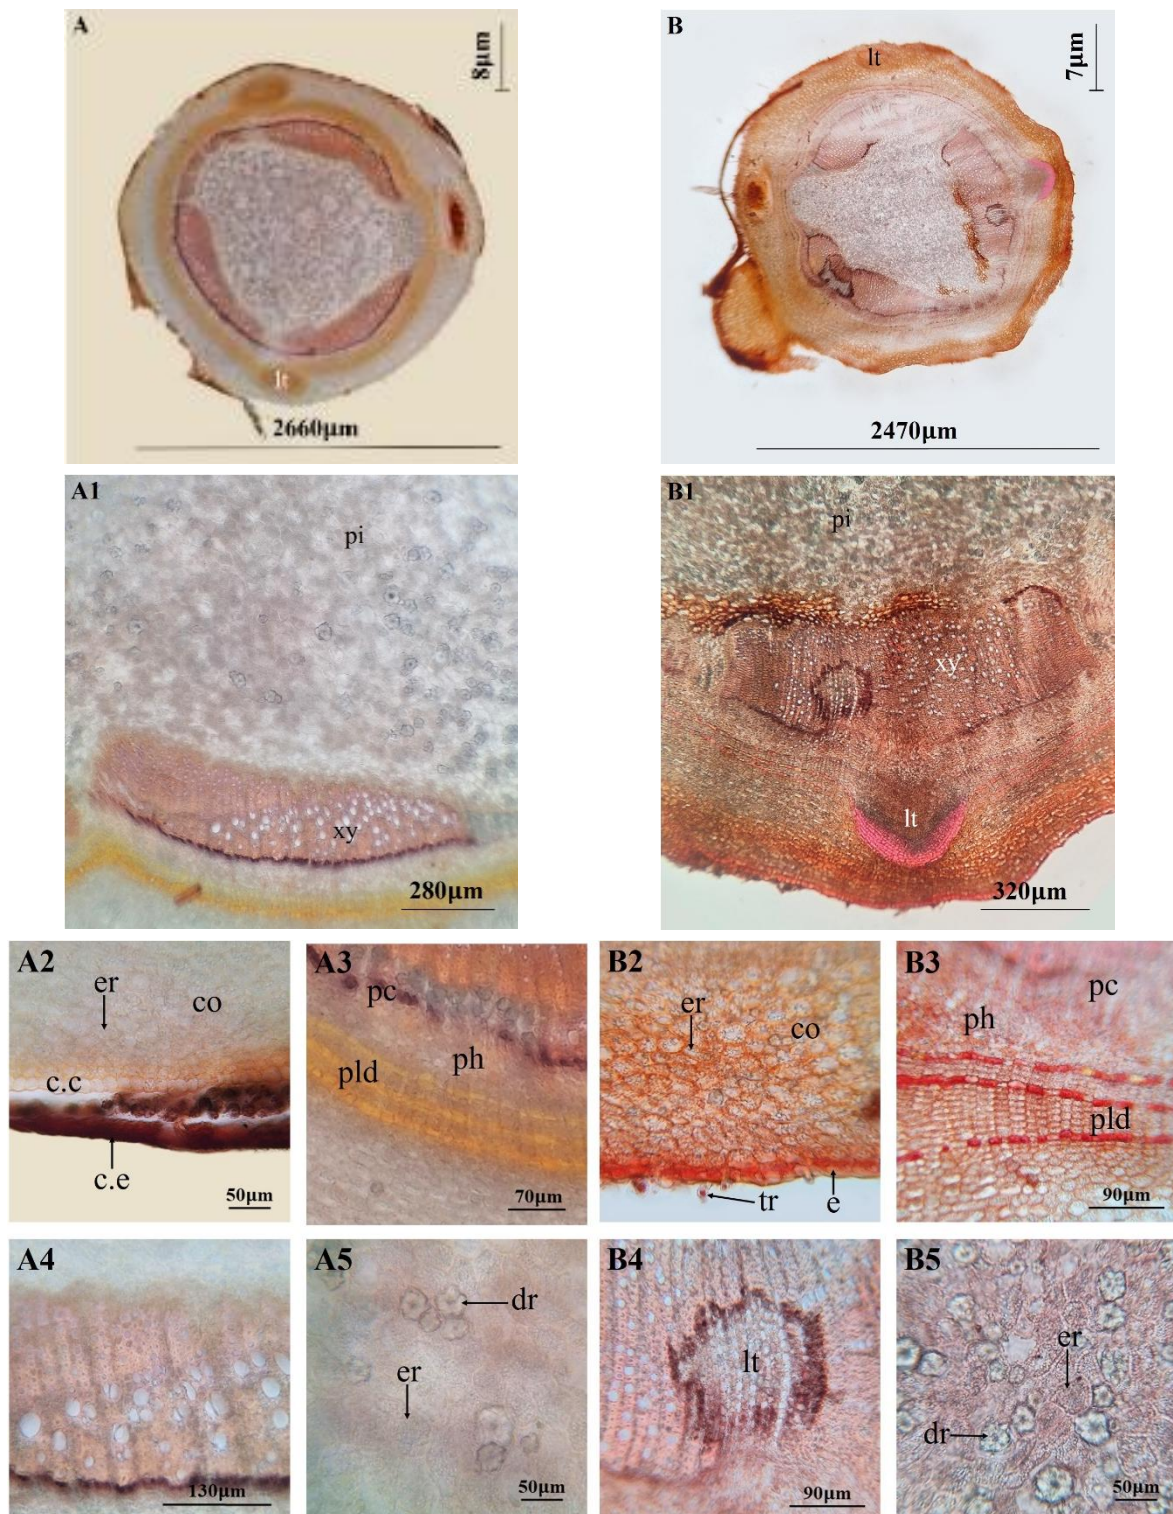 A
8µm
lt
2660µm
B
7µm
lt
2470µm
A1
pi
xy
280µm
B1
pi
xy
lt
320µm
A2
er
co
c.c
c.e
50µm
A3
pc
ph
pld
70µm
B2
er
co
tr
e
B3
pc
ph
pld
90µm
A4
130µm
A5
dr
er
50µm
B4
lt
90µm
B5
er
dr
50µm